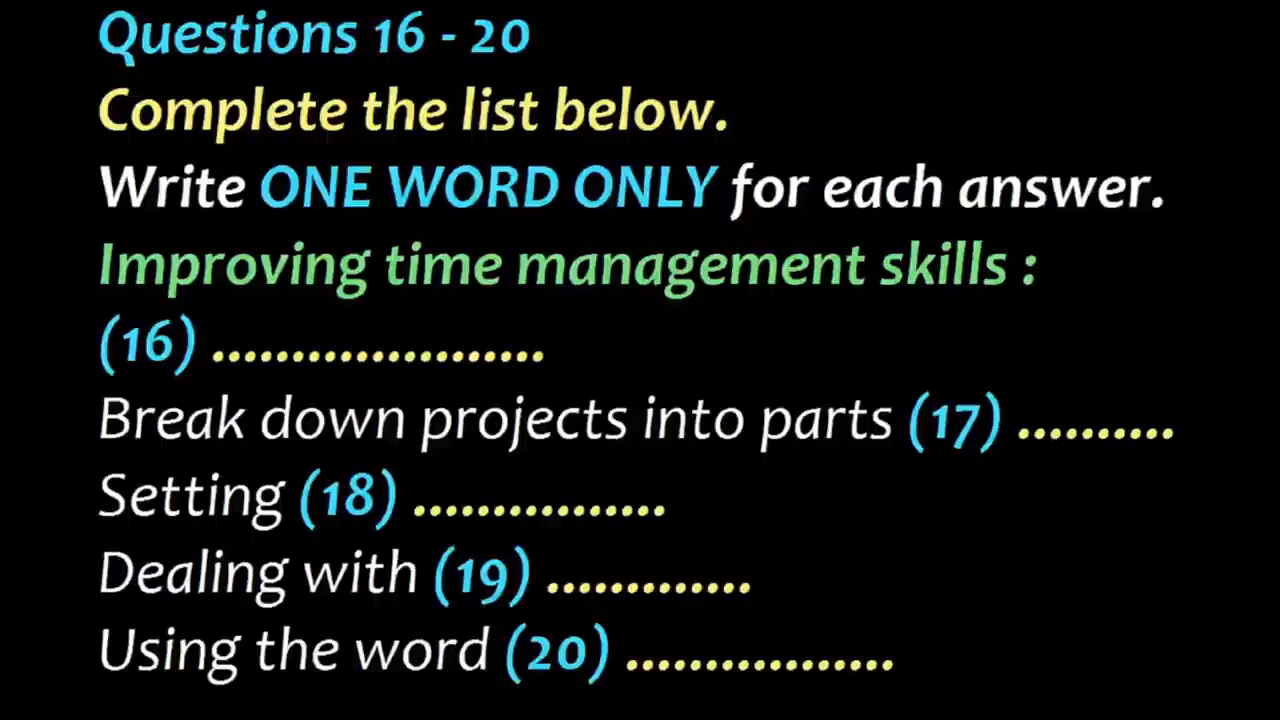 Questions 16 - 20
Complete the list below.
Write ONE WORD ONLY for each answer.
Improving time management skills :
(16) .....................
Break down projects into parts (17) ..........
Setting (18) ................
Dealing with (19) .............
Using the word (20) .................